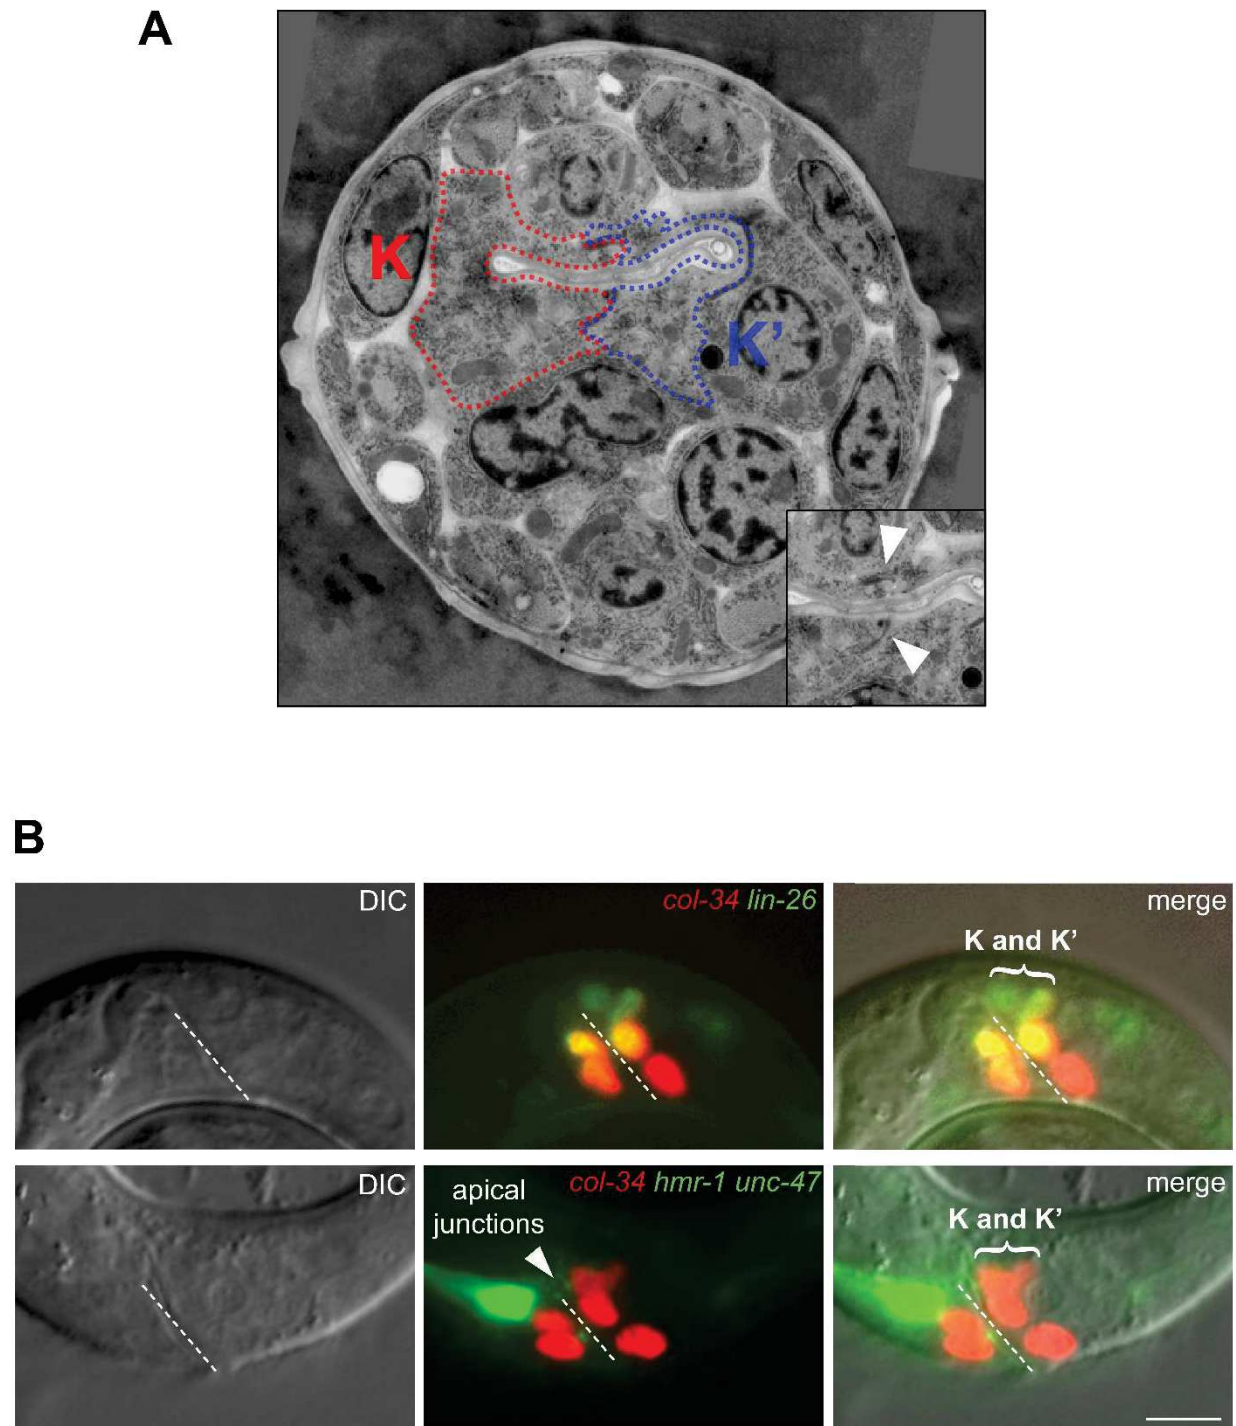 A
K
K’
B
DIC
col-34 lin-26
merge
K and K’
DIC
apical
junctions
col-34 hmr-1 unc-47
merge
K and K’